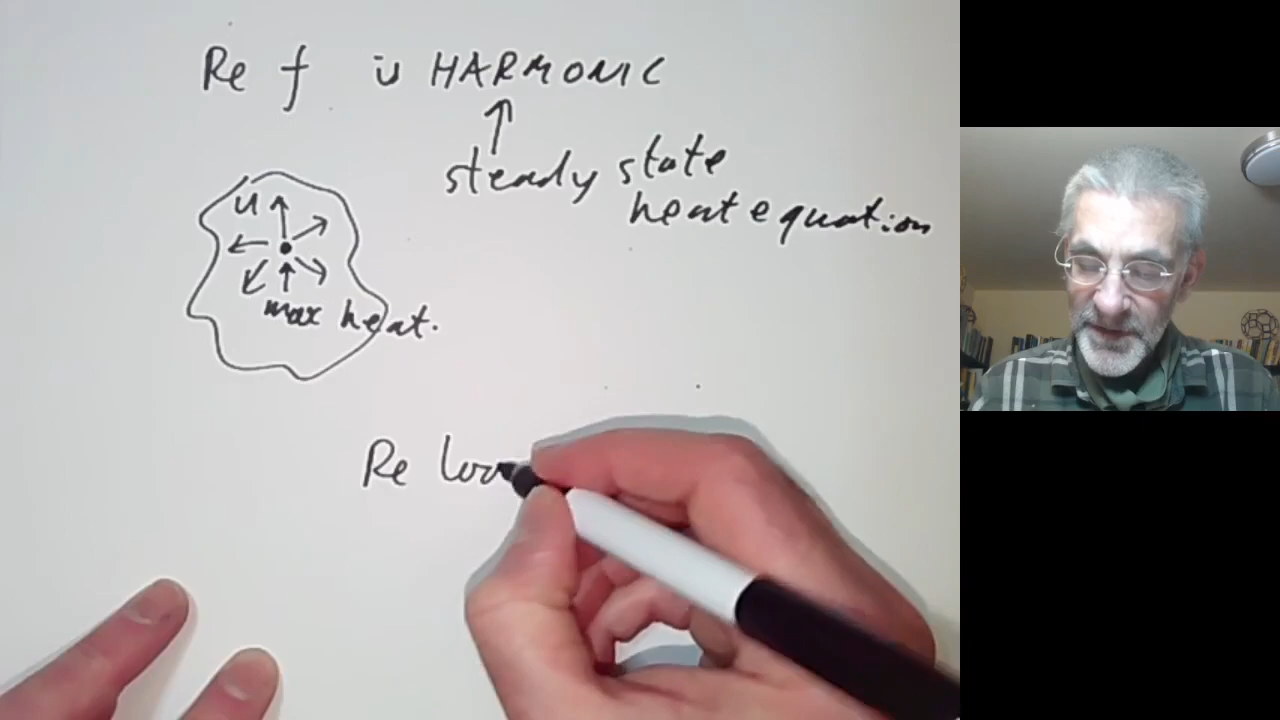 Re f is HARMONIC
↑
steady state
heat equation
u
max heat.
Re